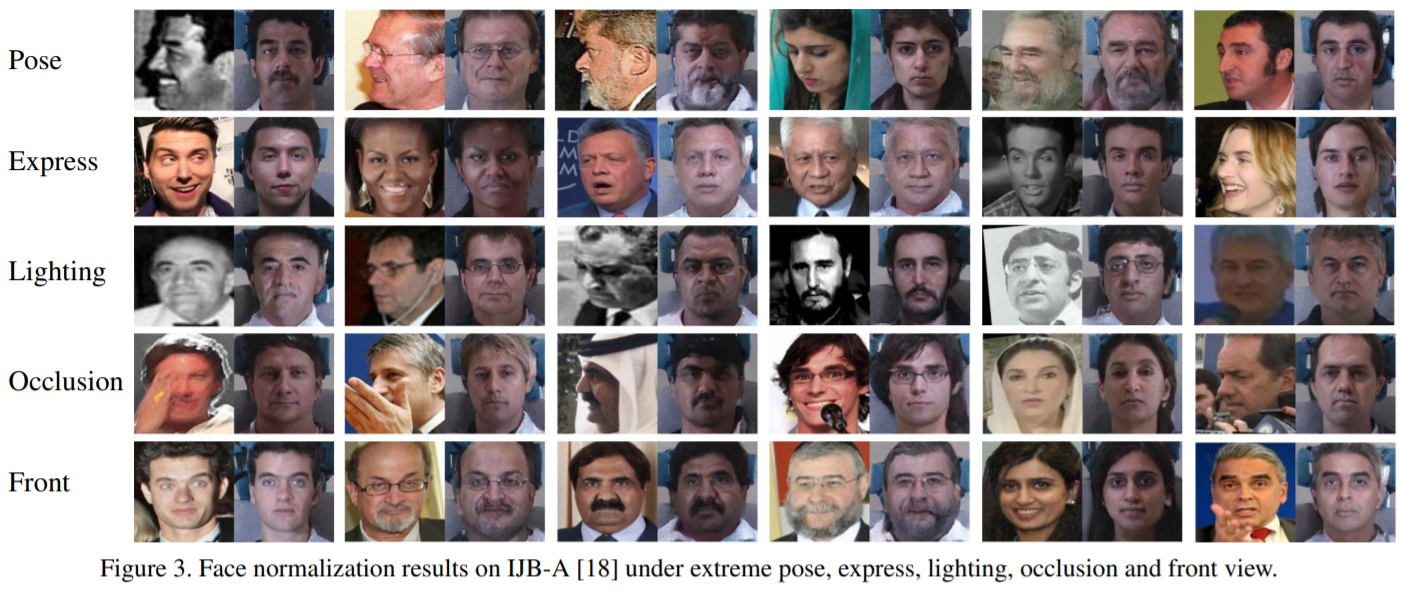 Pose
Express
LD
M
M
Lighting
Occlusion
Front
Figure 3. Face normalization results on IJB-A [18] under extreme pose, express, lighting, occlusion and front view.